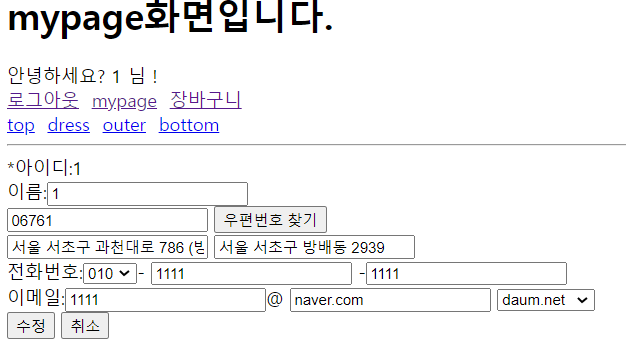 mypage화면입니다.
안녕하세요? 1 님 !
로그아웃 mypage 장바구니
top dress outer bottom
*아이디:1
이름: 1
06761 우편번호 찾기
서울 서초구 과천대로 786 (방 서울 서초구 방배동 2939
전화번호: 010 - 1111 - 1111
이메일: 1111 @ naver.com daum.net
수정 취소